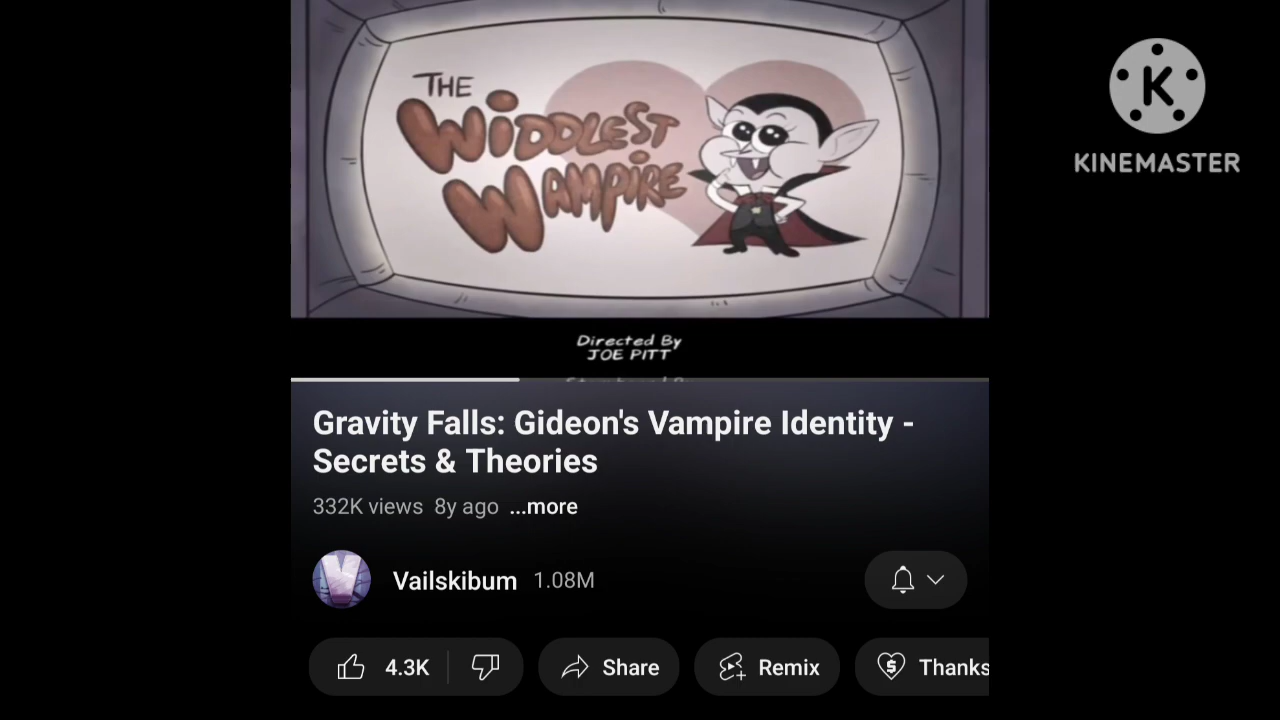 THE
WIDDLEST
WAMPIRE
K
KINEMASTER
Directed By
JOE PITT
Gravity Falls: Gideon's Vampire Identity -
Secrets & Theories
332K views 8y ago ...more
Vailskibum 1.08M
4.3K Share Remix Thanks